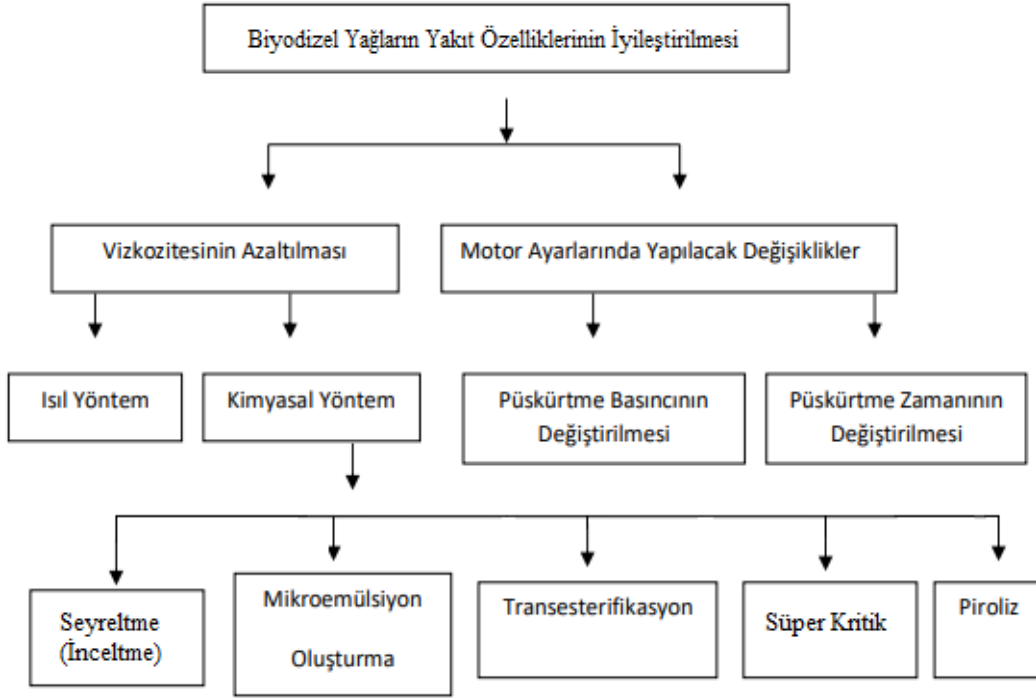 Biyodizel Yağların Yakıt Özelliklerinin İyileştirilmesi
Vizkozitesinin Azaltılması
Motor Ayarlarında Yapılacak Değişiklikler
Isıl Yöntem
Kimyasal Yöntem
Püskürtme Basıncının
Değiştirilmesi
Püskürtme Zamanının
Değiştirilmesi
Seyreltme
(İnceltme)
Mikroemülsiyon
Oluşturma
Transesterifikasyon
Süper Kritik
Piroliz